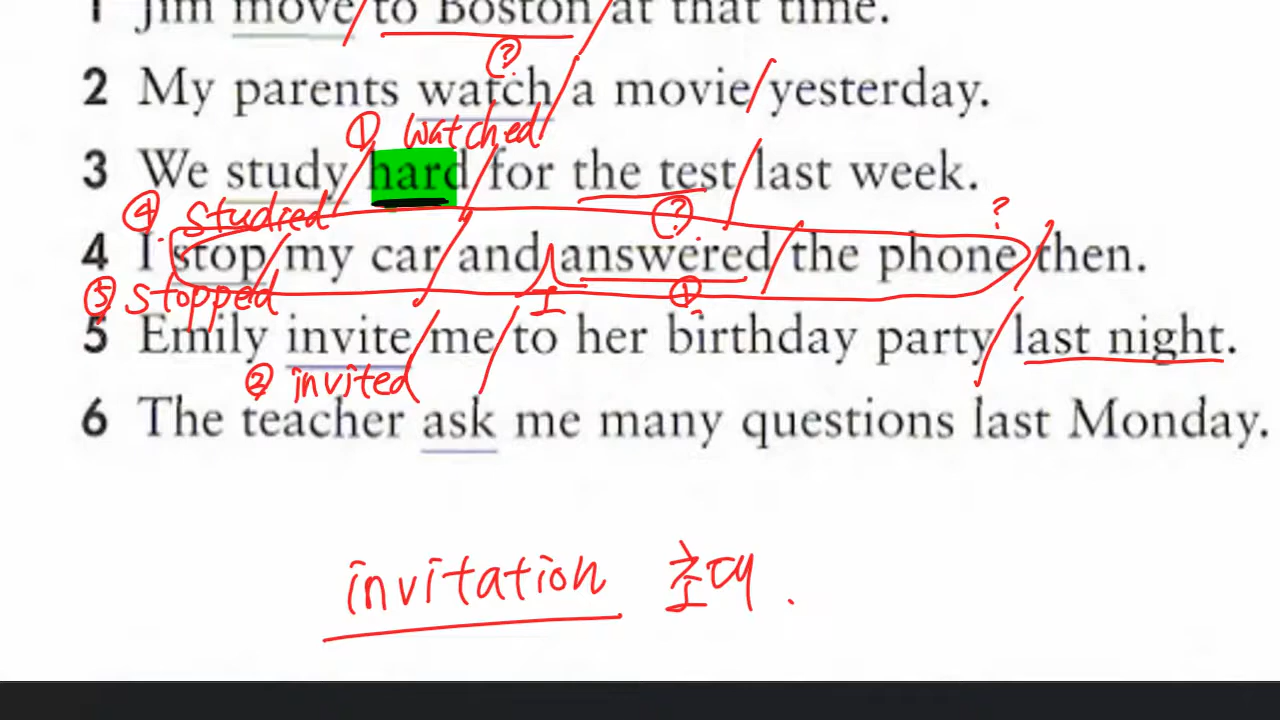 1 Jim move to Boston at that time.
?
2 My parents watch a movie yesterday.
① watched
3 We study hard for the test last week.
④ studied ? ?
4 I stop my car and answered the phone then.
③ stopped I ①
5 Emily invite me to her birthday party last night.
② invited
6 The teacher ask me many questions last Monday.
invitation 초대.